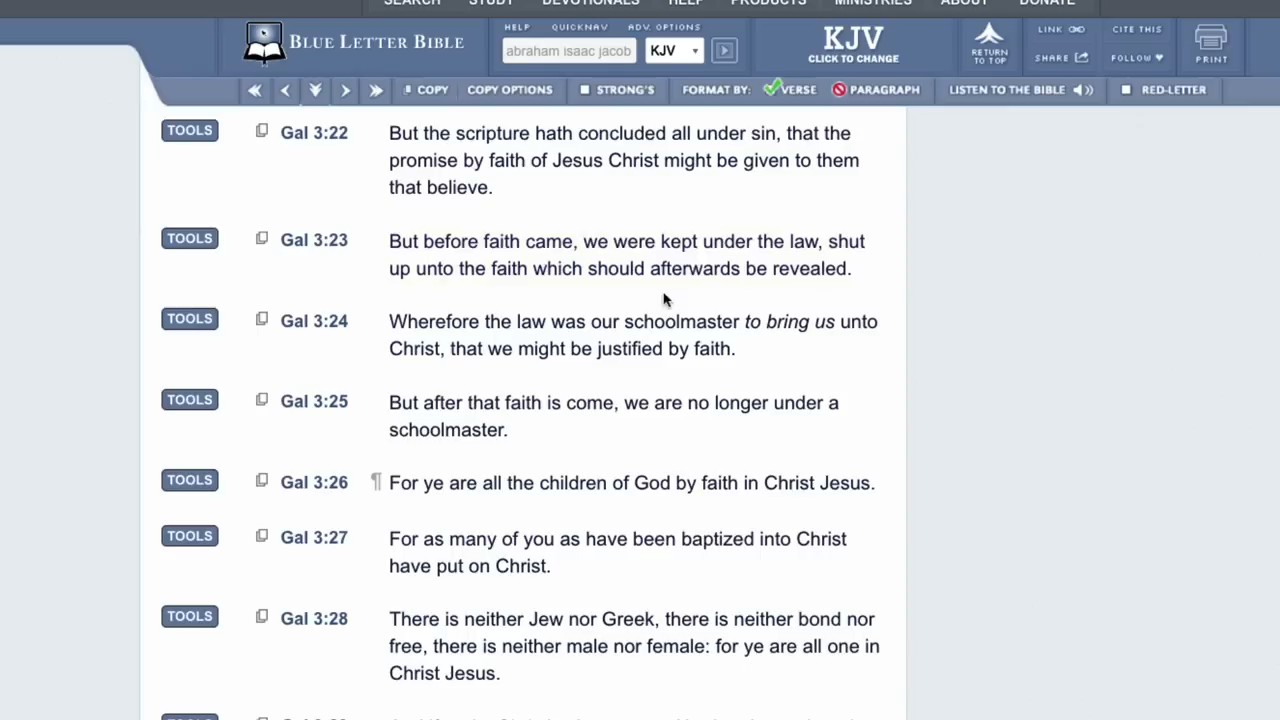 SEARCH STUDY DEVOTIONALS HELP PRODUCTS MINISTRIES ABOUT DONATE
BLUE LETTER BIBLE
HELP QUICKNAV ADV. OPTIONS
abraham isaac jacob KJV
KJV
CLICK TO CHANGE
RETURN
TO TOP
LINK CITE THIS
SHARE FOLLOW
PRINT
COPY COPY OPTIONS STRONG'S FORMAT BY: VERSE PARAGRAPH LISTEN TO THE BIBLE RED-LETTER
TOOLS Gal 3:22 But the scripture hath concluded all under sin, that the
promise by faith of Jesus Christ might be given to them
that believe.
TOOLS Gal 3:23 But before faith came, we were kept under the law, shut
up unto the faith which should afterwards be revealed.
TOOLS Gal 3:24 Wherefore the law was our schoolmaster to bring us unto
Christ, that we might be justified by faith.
TOOLS Gal 3:25 But after that faith is come, we are no longer under a
schoolmaster.
TOOLS Gal 3:26 ¶ For ye are all the children of God by faith in Christ Jesus.
TOOLS Gal 3:27 For as many of you as have been baptized into Christ
have put on Christ.
TOOLS Gal 3:28 There is neither Jew nor Greek, there is neither bond nor
free, there is neither male nor female: for ye are all one in
Christ Jesus.